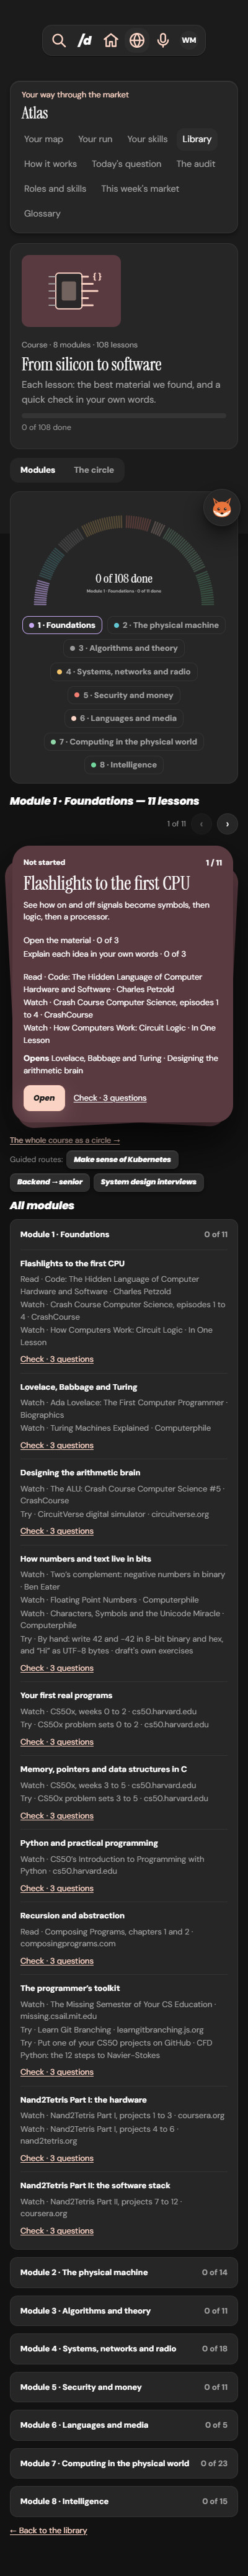 /d
WM
Your way through the market
Atlas
Your map Your run Your skills Library
How it works Today's question The audit
Roles and skills This week's market
Glossary
{}
Course · 8 modules · 108 lessons
From silicon to software
Each lesson: the best material we found, and a
quick check in your own words.
0 of 108 done
Modules The circle
0 of 108 done
Module 1 · Foundations · 0 of 11 done
1 · Foundations
2 · The physical machine
3 · Algorithms and theory
4 · Systems, networks and radio
5 · Security and money
6 · Languages and media
7 · Computing in the physical world
8 · Intelligence
Module 1 · Foundations — 11 lessons
1 of 11 ‹ ›
Not started 1 / 11
Flashlights to the first CPU
See how on and off signals become symbols, then
logic, then a processor.
Open the material · 0 of 3
Explain each idea in your own words · 0 of 3
Read · Code: The Hidden Language of Computer
Hardware and Software · Charles Petzold
Watch · Crash Course Computer Science, episodes 1
to 4 · CrashCourse
Watch · How Computers Work: Circuit Logic · In One
Lesson
Opens Lovelace, Babbage and Turing · Designing the
arithmetic brain
Open Check · 3 questions
The whole course as a circle →
Guided routes: Make sense of Kubernetes
Backend → senior System design interviews
All modules
Module 1 · Foundations 0 of 11
Flashlights to the first CPU
Read · Code: The Hidden Language of Computer
Hardware and Software · Charles Petzold
Watch · Crash Course Computer Science, episodes 1 to
4 · CrashCourse
Watch · How Computers Work: Circuit Logic · In One
Lesson
Check · 3 questions
Lovelace, Babbage and Turing
Watch · Ada Lovelace: The First Computer Programmer ·
Biographics
Watch · Turing Machines Explained · Computerphile
Check · 3 questions
Designing the arithmetic brain
Watch · The ALU: Crash Course Computer Science #5 ·
CrashCourse
Try · CircuitVerse digital simulator · circuitverse.org
Check · 3 questions
How numbers and text live in bits
Watch · Two's complement: negative numbers in binary
· Ben Eater
Watch · Floating Point Numbers · Computerphile
Watch · Characters, Symbols and the Unicode Miracle ·
Computerphile
Try · By hand: write 42 and -42 in 8-bit binary and hex,
and “Hi” as UTF-8 bytes · draft's own exercises
Check · 3 questions
Your first real programs
Watch · CS50x, weeks 0 to 2 · cs50.harvard.edu
Try · CS50x problem sets 0 to 2 · cs50.harvard.edu
Check · 3 questions
Memory, pointers and data structures in C
Watch · CS50x, weeks 3 to 5 · cs50.harvard.edu
Try · CS50x problem sets 3 to 5 · cs50.harvard.edu
Check · 3 questions
Python and practical programming
Watch · CS50's Introduction to Programming with
Python · cs50.harvard.edu
Check · 3 questions
Recursion and abstraction
Read · Composing Programs, chapters 1 and 2 ·
composingprograms.com
Check · 3 questions
The programmer's toolkit
Watch · The Missing Semester of Your CS Education ·
missing.csail.mit.edu
Try · Learn Git Branching · learngitbranching.js.org
Try · Put one of your CS50 projects on GitHub · CFD
Python: the 12 steps to Navier-Stokes
Check · 3 questions
Nand2Tetris Part I: the hardware
Watch · Nand2Tetris Part I, projects 1 to 3 · coursera.org
Watch · Nand2Tetris Part I, projects 4 to 6 ·
nand2tetris.org
Check · 3 questions
Nand2Tetris Part II: the software stack
Watch · Nand2Tetris Part II, projects 7 to 12 ·
coursera.org
Check · 3 questions
Module 2 · The physical machine 0 of 14
Module 3 · Algorithms and theory 0 of 11
Module 4 · Systems, networks and radio 0 of 18
Module 5 · Security and money 0 of 11
Module 6 · Languages and media 0 of 5
Module 7 · Computing in the physical world 0 of 23
Module 8 · Intelligence 0 of 15
← Back to the library